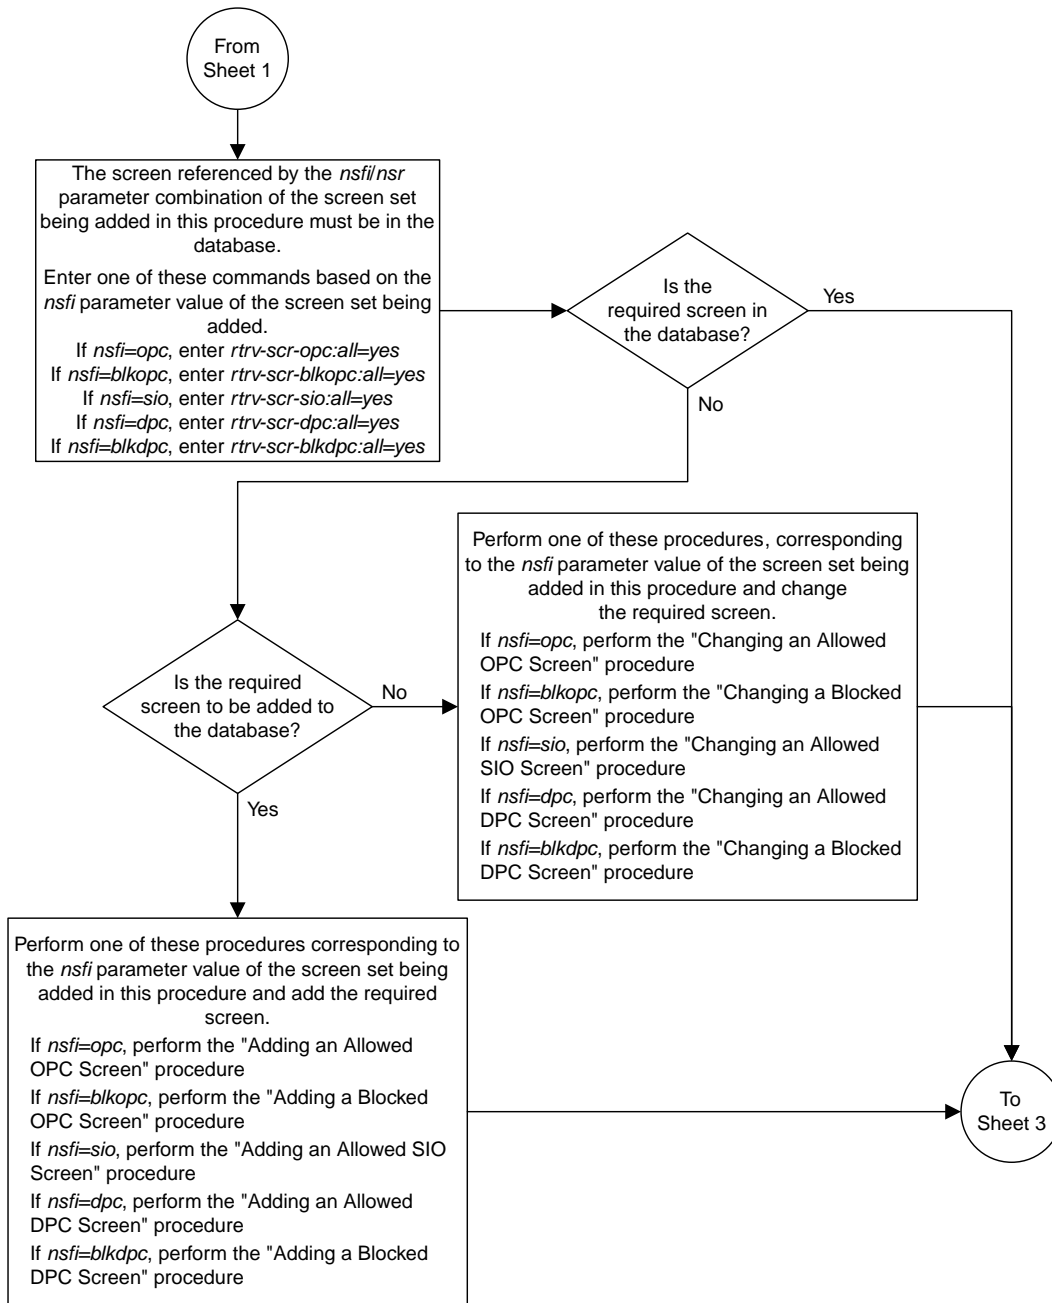 From
Sheet 1
The screen referenced by the nsfi/nsr
parameter combination of the screen set
being added in this procedure must be in the
database.
Enter one of these commands based on the
nsfi parameter value of the screen set being
added.
If nsfi=opc, enter rtrv-scr-opc:all=yes
If nsfi=blkopc, enter rtrv-scr-blkopc:all=yes
If nsfi=sio, enter rtrv-scr-sio:all=yes
If nsfi=dpc, enter rtrv-scr-dpc:all=yes
If nsfi=blkdpc, enter rtrv-scr-blkdpc:all=yes
Is the
required screen in
the database?
Yes
No
Perform one of these procedures, corresponding
to the nsfi parameter value of the screen set being
added in this procedure and change
the required screen.
If nsfi=opc, perform the "Changing an Allowed
OPC Screen" procedure
If nsfi=blkopc, perform the "Changing a Blocked
OPC Screen" procedure
If nsfi=sio, perform the "Changing an Allowed
SIO Screen" procedure
If nsfi=dpc, perform the "Changing an Allowed
DPC Screen" procedure
If nsfi=blkdpc, perform the "Changing a Blocked
DPC Screen" procedure
Is the required
screen to be added to
the database?
No
Yes
Perform one of these procedures corresponding to
the nsfi parameter value of the screen set being
added in this procedure and add the required
screen.
If nsfi=opc, perform the "Adding an Allowed
OPC Screen" procedure
If nsfi=blkopc, perform the "Adding a Blocked
OPC Screen" procedure
If nsfi=sio, perform the "Adding an Allowed SIO
Screen" procedure
If nsfi=dpc, perform the "Adding an Allowed
DPC Screen" procedure
If nsfi=blkdpc, perform the "Adding a Blocked
DPC Screen" procedure
To
Sheet 3